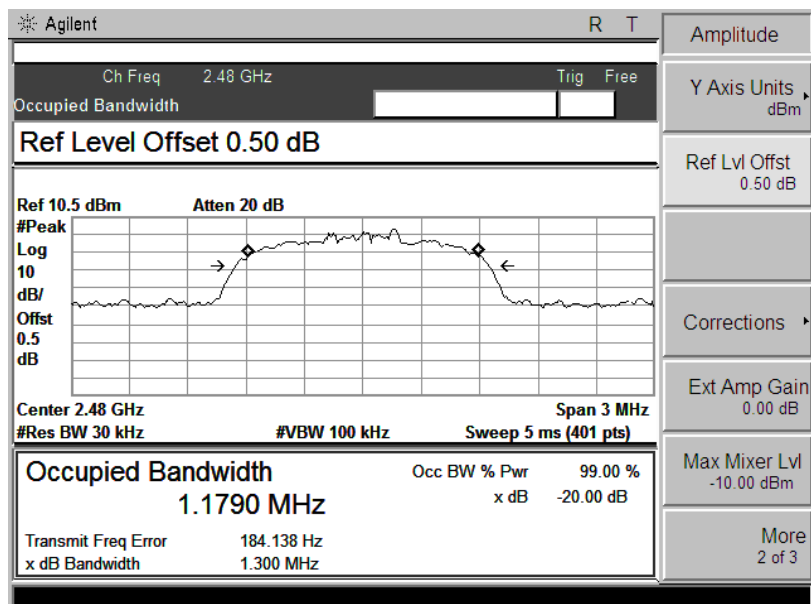 Agilent R T
Ch Freq 2.48 GHz Trig Free
Occupied Bandwidth
Ref Level Offset 0.50 dB
Ref 10.5 dBm Atten 20 dB
#Peak
Log
10
dB/
Offst
0.5
dB
Center 2.48 GHz Span 3 MHz
#Res BW 30 kHz #VBW 100 kHz Sweep 5 ms (401 pts)
Occupied Bandwidth Occ BW % Pwr 99.00 %
1.1790 MHz x dB -20.00 dB
Transmit Freq Error 184.138 Hz
x dB Bandwidth 1.300 MHz
Amplitude
Y Axis Units
dBm
Ref Lvl Offst
0.50 dB
Corrections
Ext Amp Gain
0.00 dB
Max Mixer Lvl
-10.00 dBm
More
2 of 3